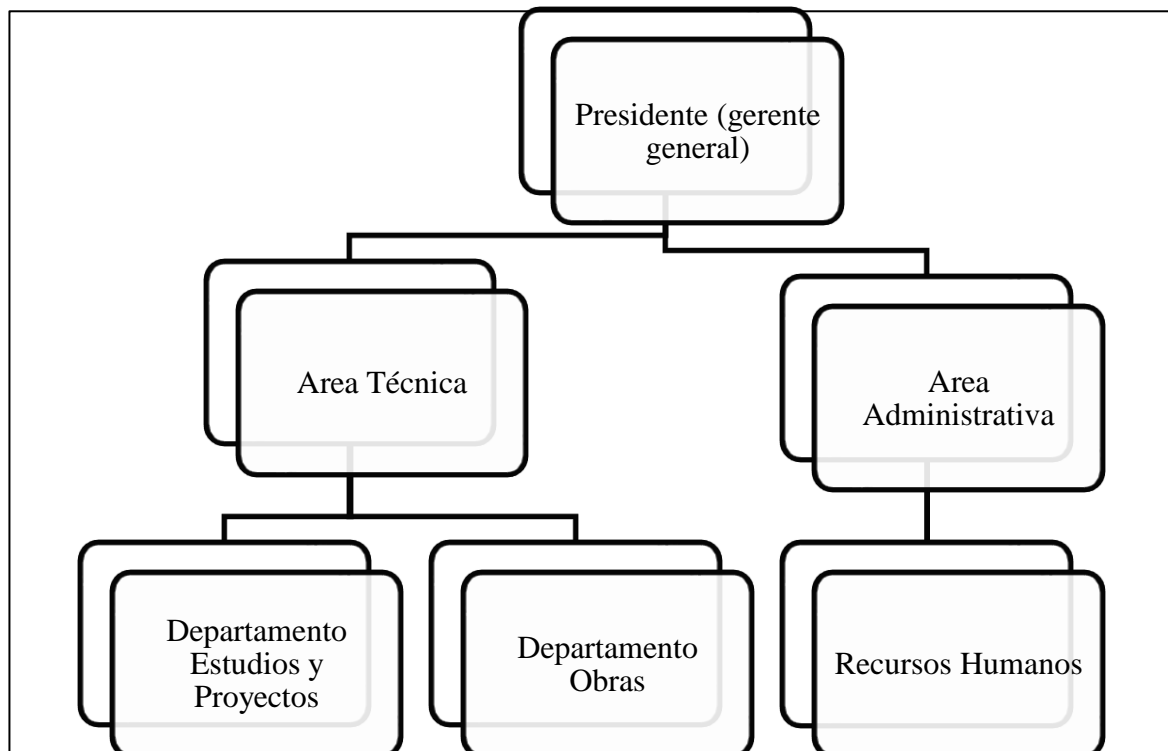 Presidente (gerente
general)
Area Técnica
Area
Administrativa
Departamento
Estudios y
Proyectos
Departamento
Obras
Recursos Humanos